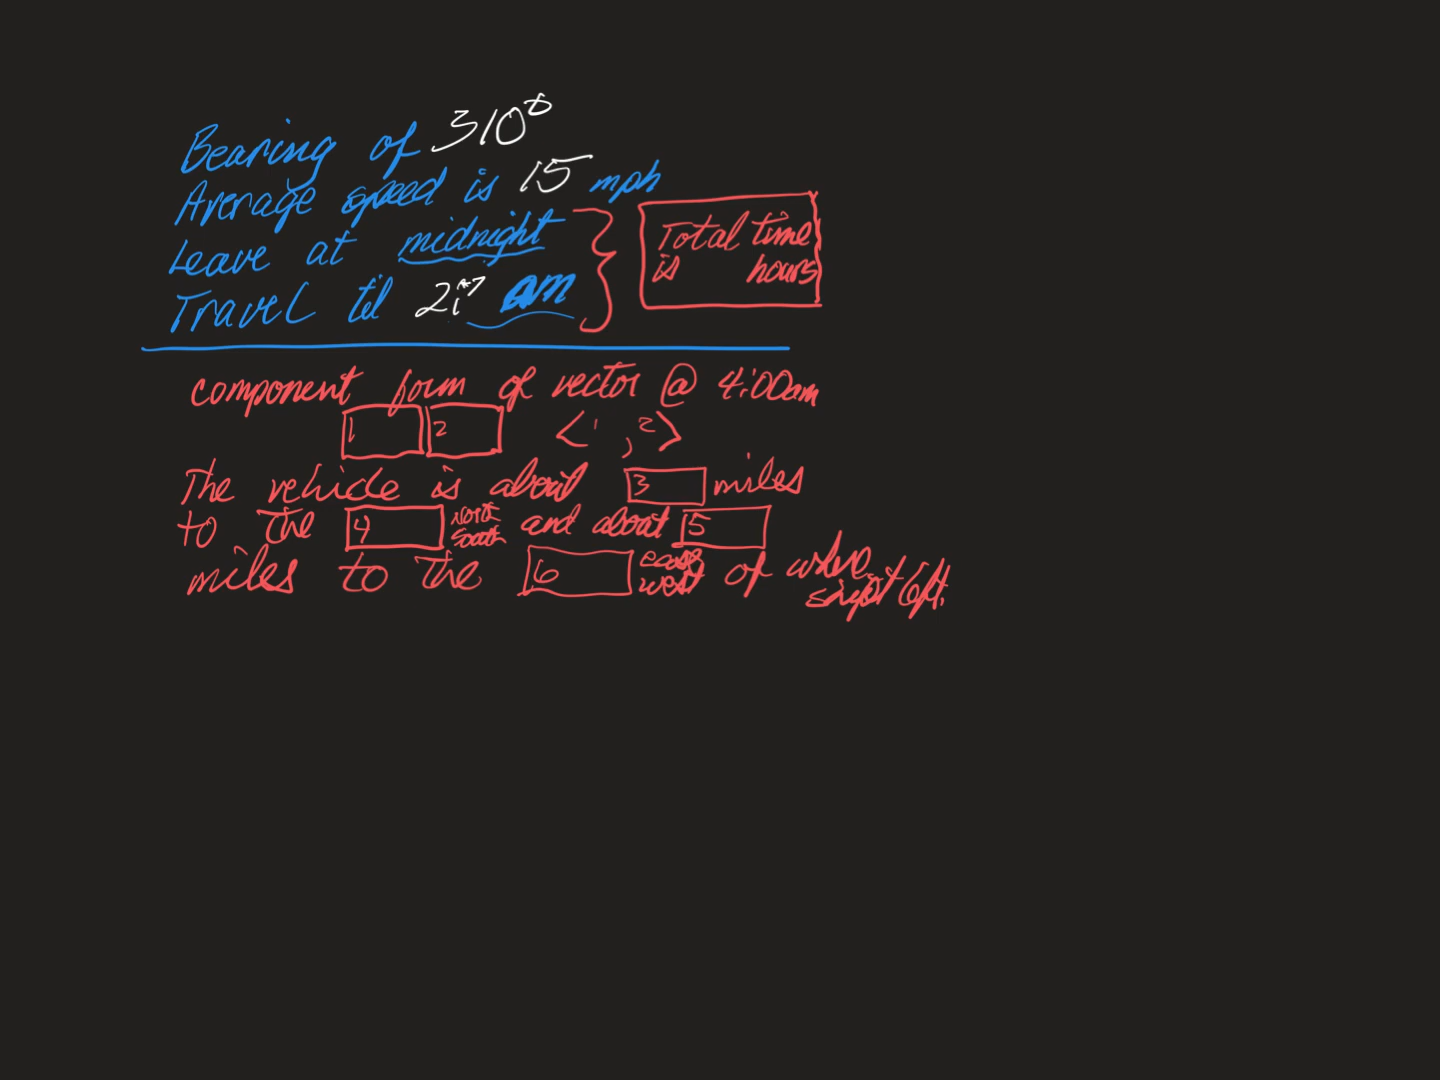 Bearing of 310°
Average speed is 15 mph
Leave at midnight
Travel til am
Total time
is hours
component form of vector @ 4:00am
1 2 < 1 , 2 >
The vehicle is about 3 miles
to the 4 North South and about 5
miles to the 6 east west of where
ship left.